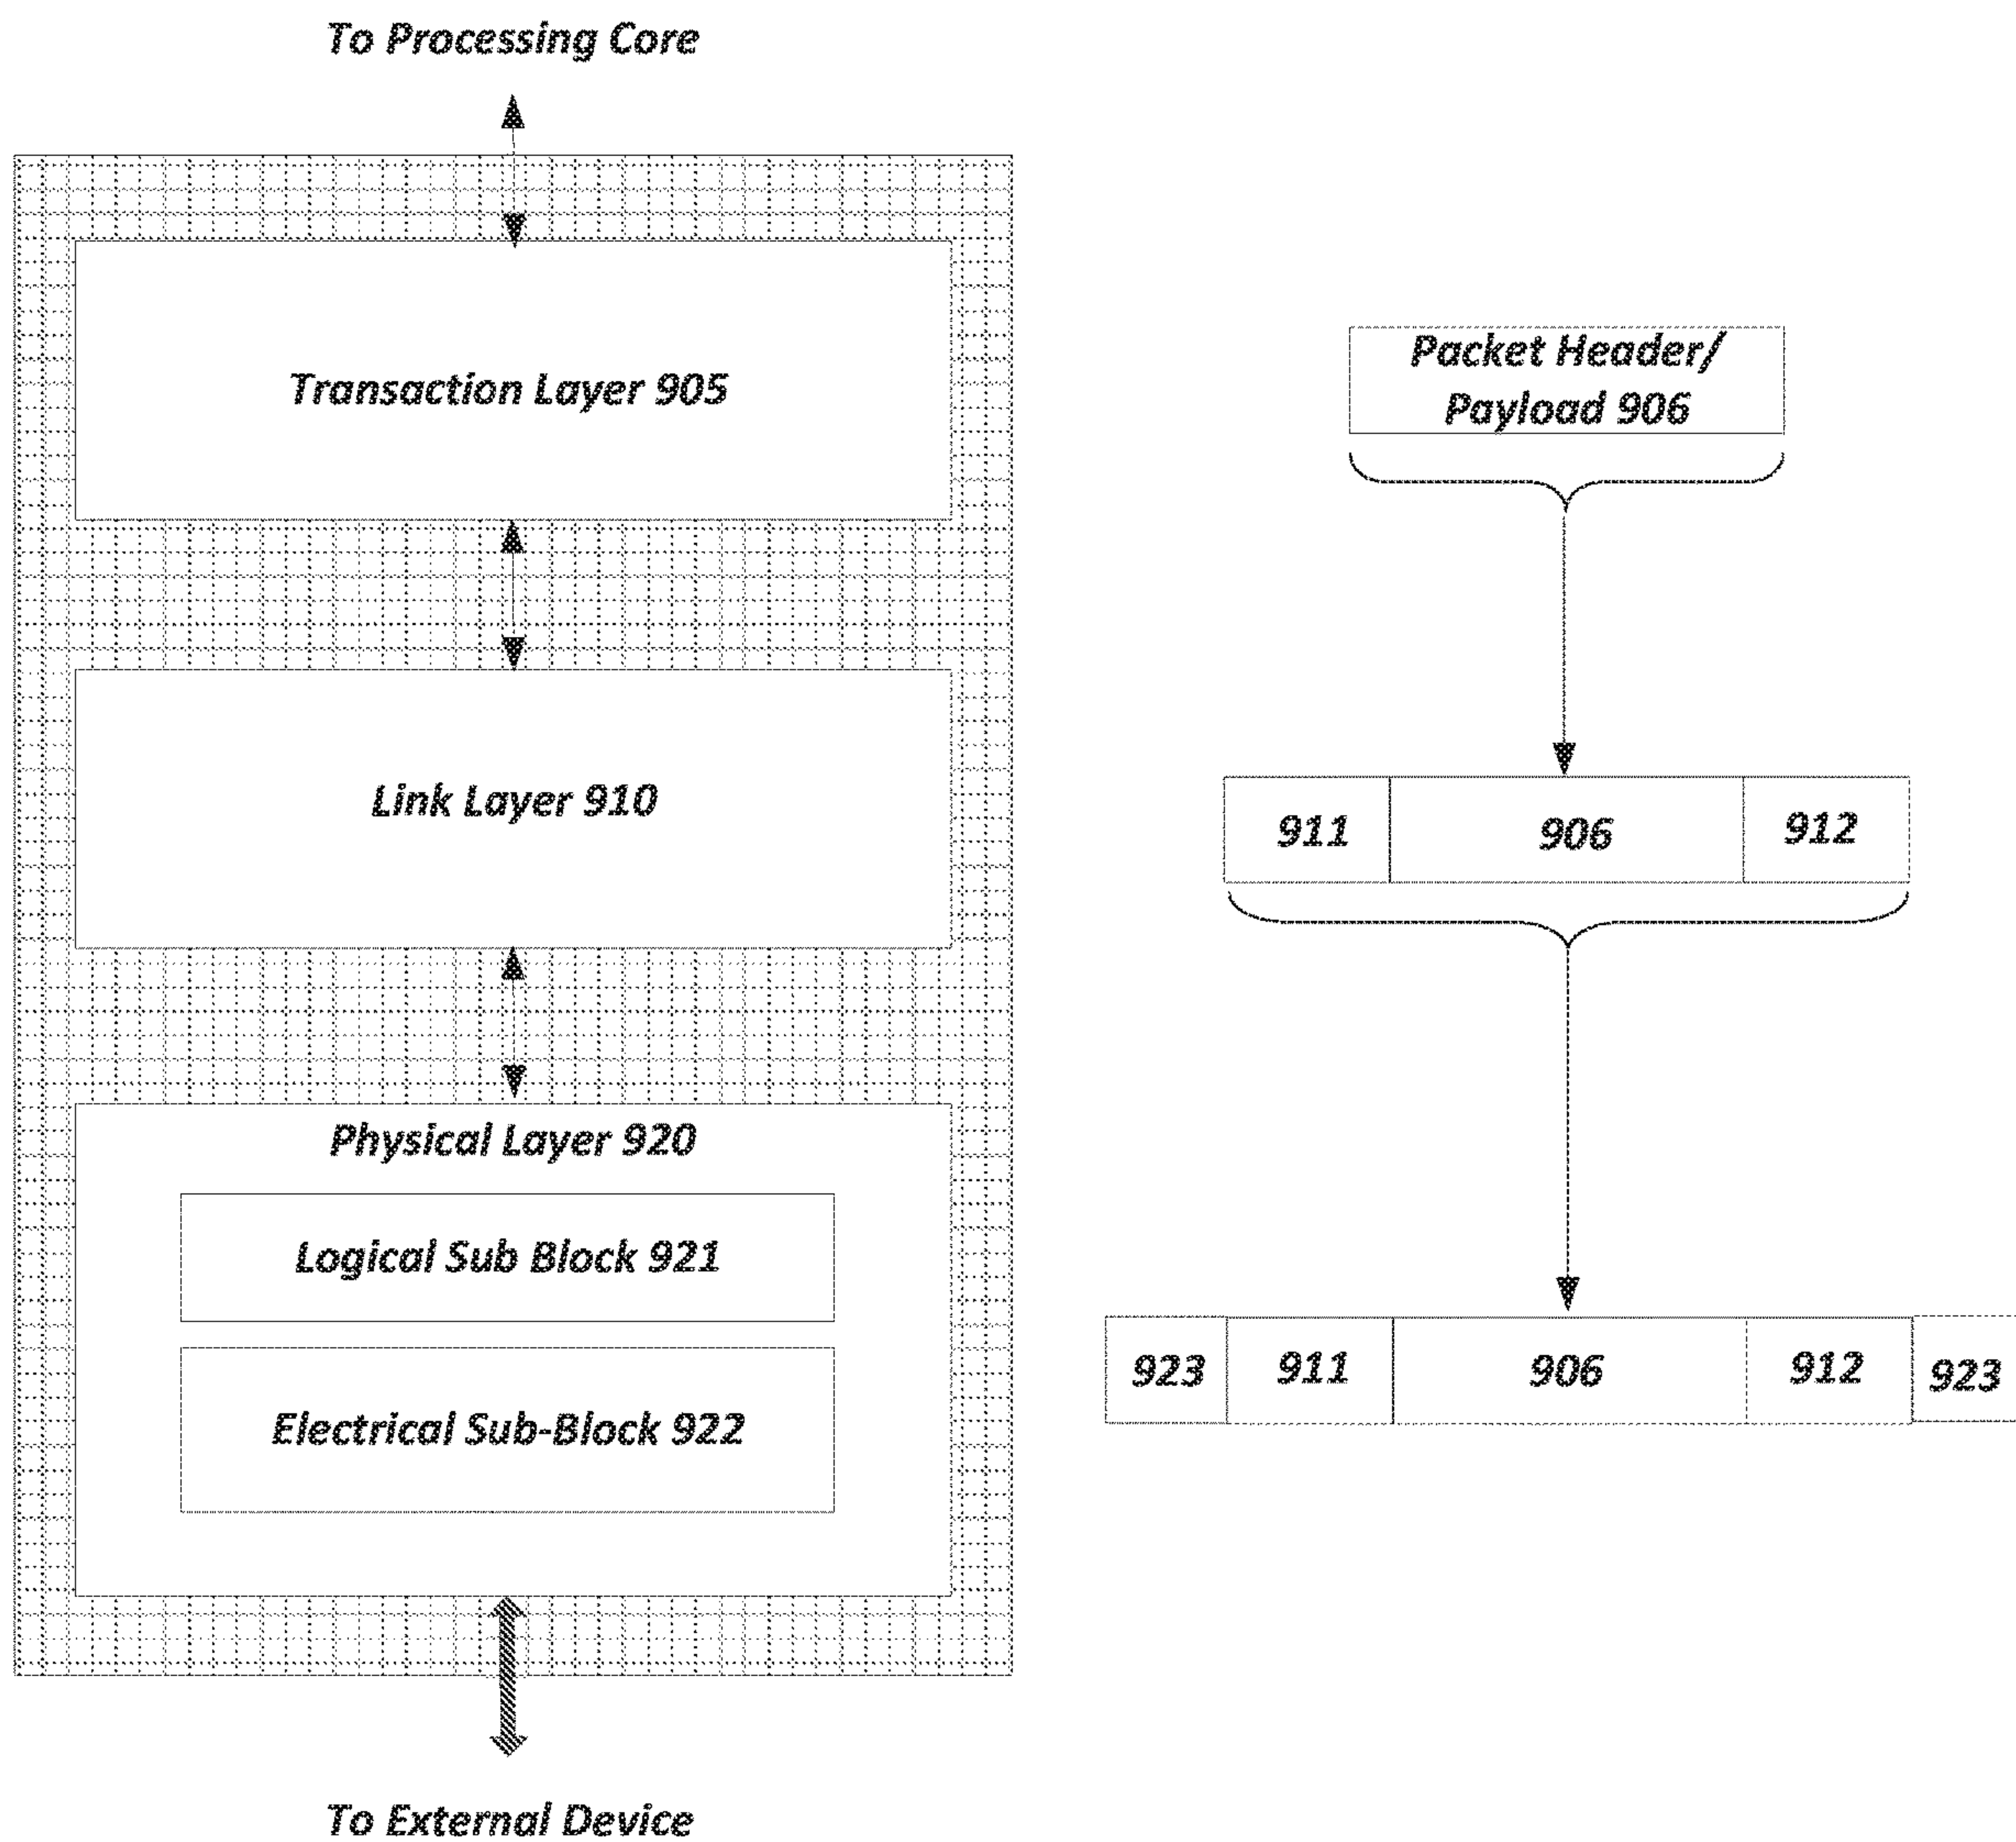 To Processing Core
Transaction Layer 905
Packet Header/
Payload 906
Link Layer 910
911
906
912
Physical Layer 920
Logical Sub Block 921
Electrical Sub-Block 922
923
911
906
912
923
To External Device